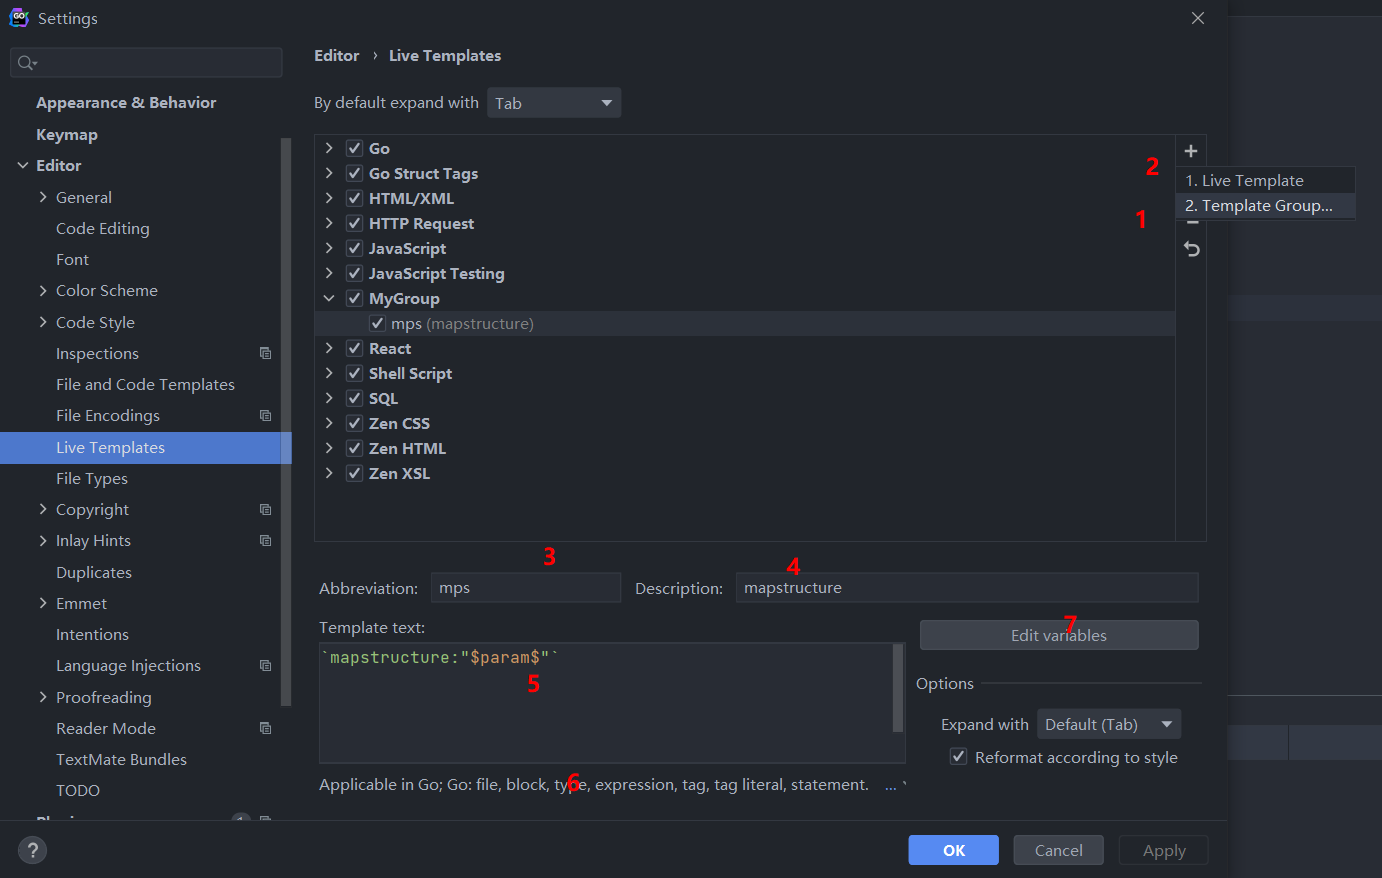 GO Settings
Editor › Live Templates
By default expand with Tab
Appearance & Behavior
Keymap
Editor
General
Code Editing
Font
Color Scheme
Code Style
Inspections
File and Code Templates
File Encodings
Live Templates
File Types
Copyright
Inlay Hints
Duplicates
Emmet
Intentions
Language Injections
Proofreading
Reader Mode
TextMate Bundles
TODO
Go
Go Struct Tags
HTML/XML
HTTP Request
JavaScript
JavaScript Testing
MyGroup
mps (mapstructure)
React
Shell Script
SQL
Zen CSS
Zen HTML
Zen XSL
2
1. Live Template
2. Template Group...
1
3
4
Abbreviation: mps Description: mapstructure
Template text:
7
Edit variables
`mapstructure:"$param$"`
5
Options
Expand with Default (Tab)
Reformat according to style
6
Applicable in Go; Go: file, block, type, expression, tag, tag literal, statement. ...
? OK Cancel Apply